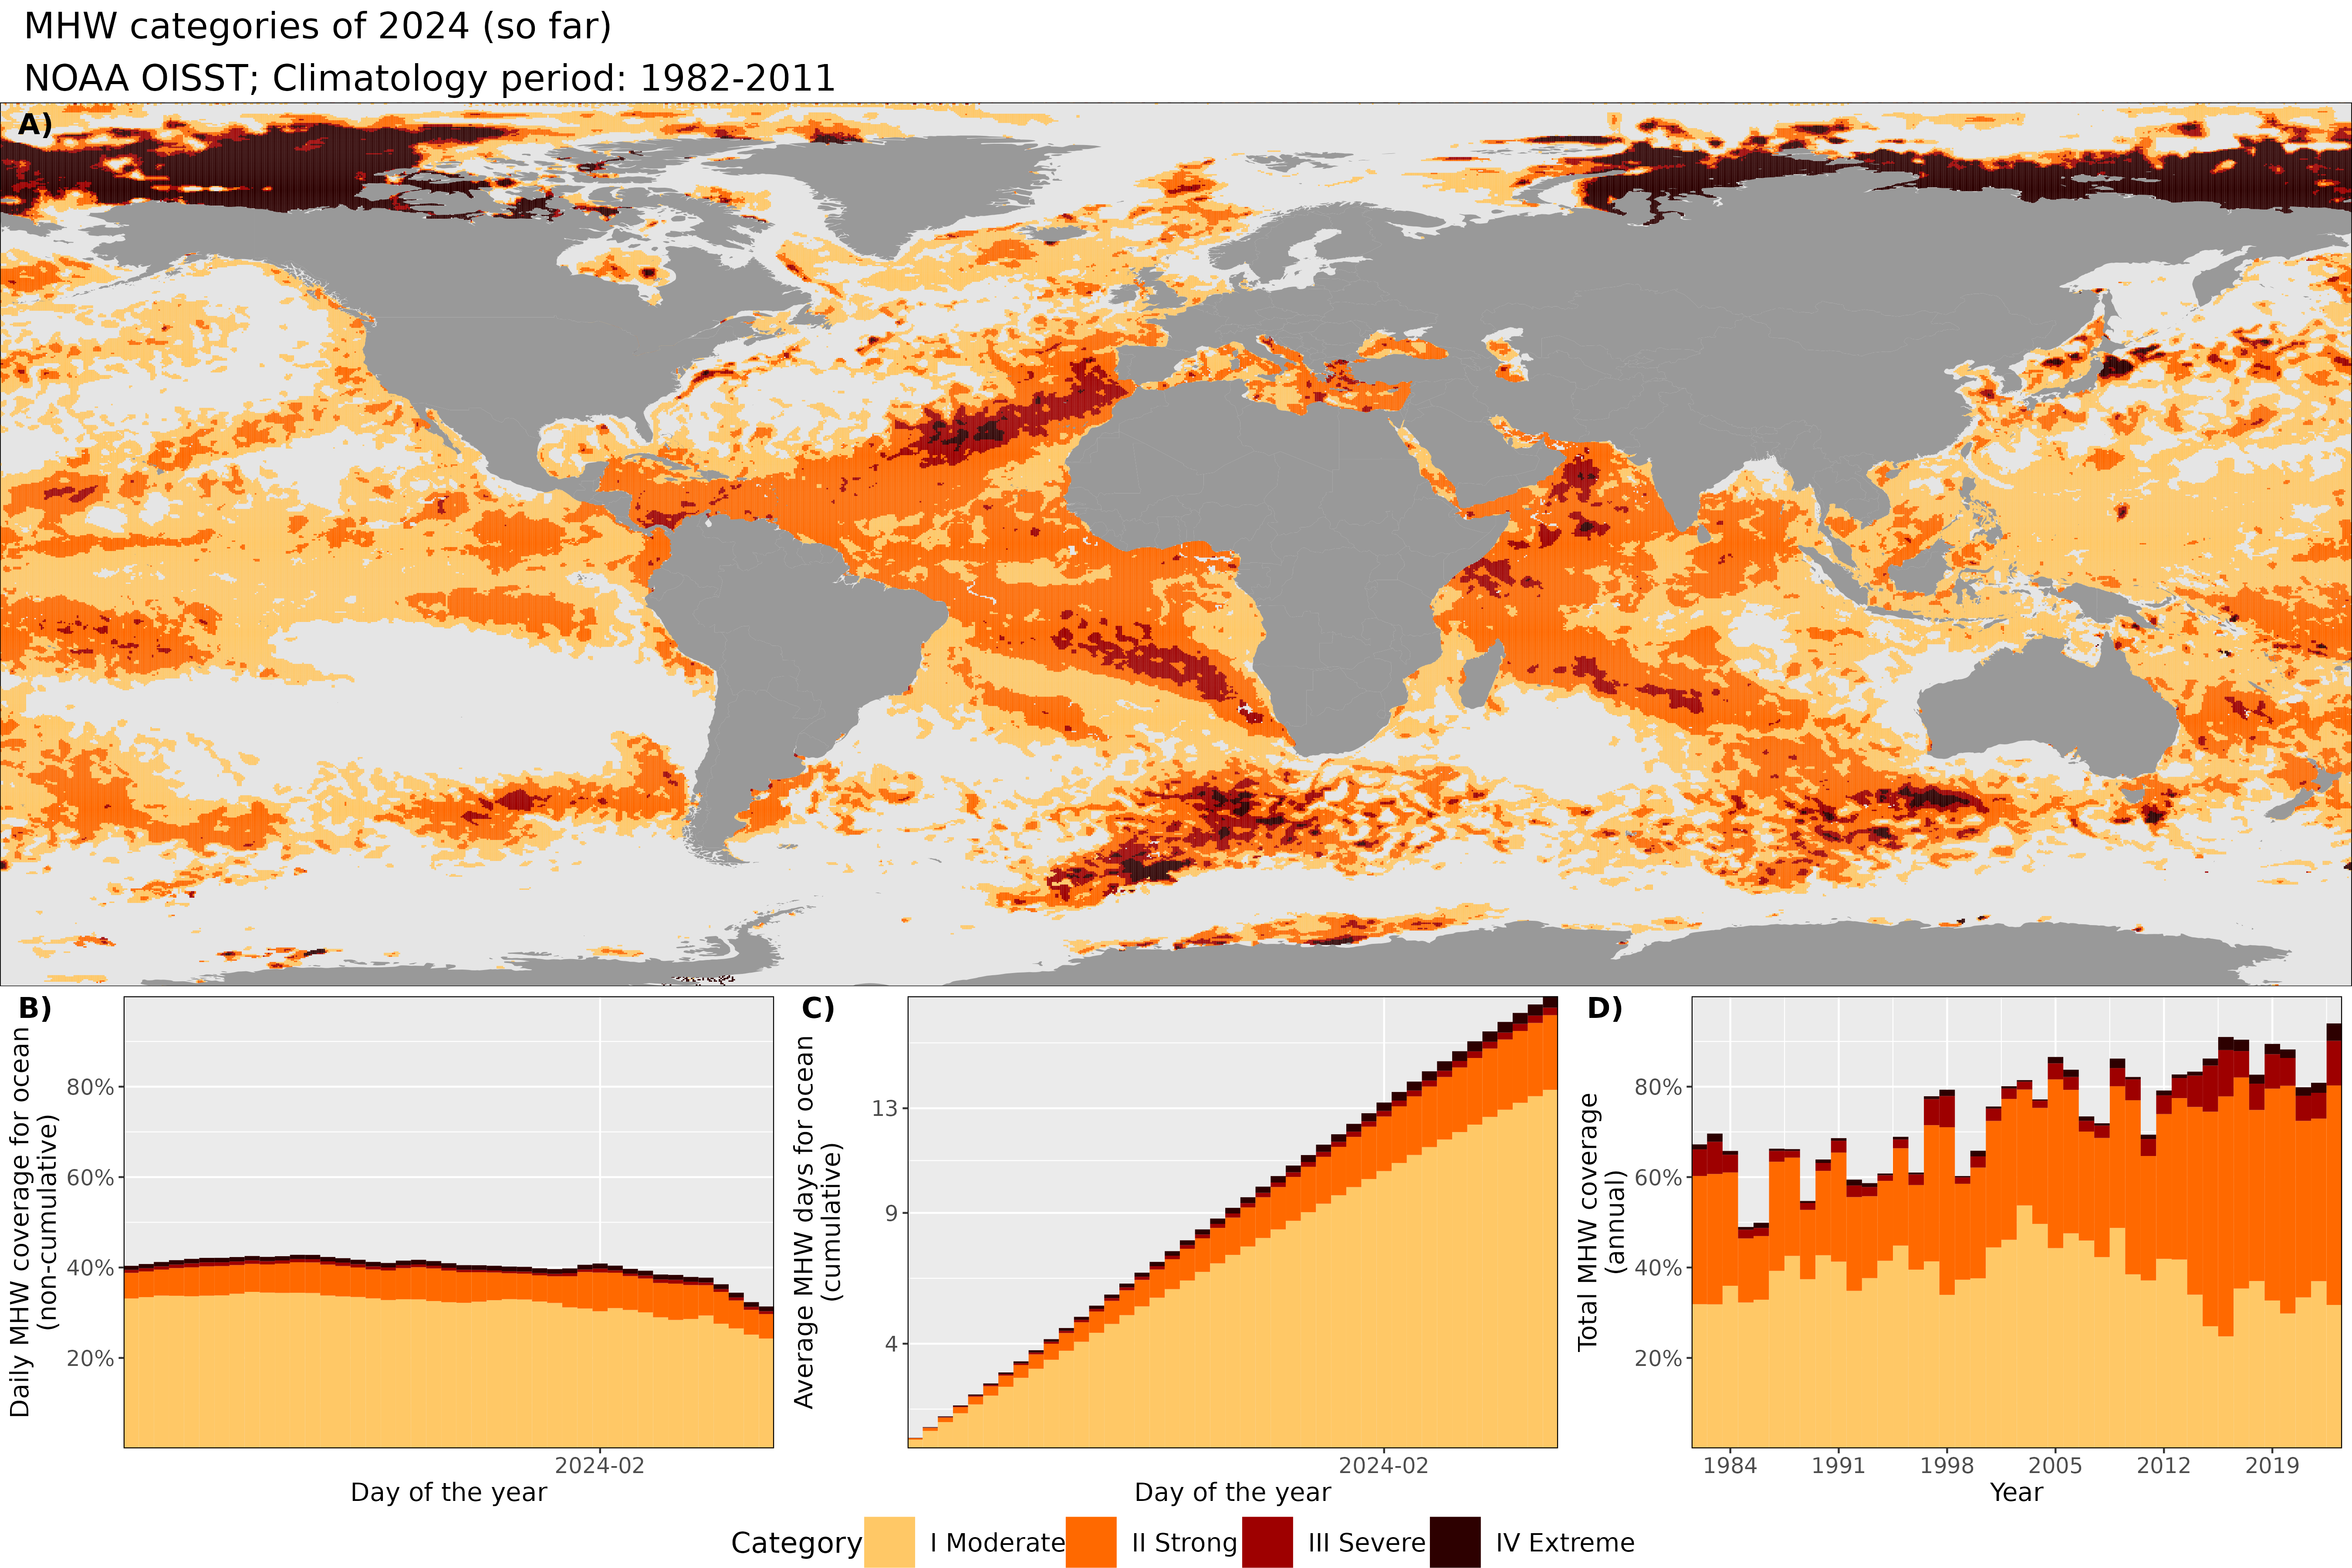 MHW categories of 2024 (so far)
NOAA OISST; Climatology period: 1982-2011
A)
B)
Daily MHW coverage for ocean
(non-cumulative)
80%
60%
40%
20%
2024-02
Day of the year
C)
Average MHW days for ocean
(cumulative)
13
9
4
2024-02
Day of the year
D)
Total MHW coverage
(annual)
80%
60%
40%
20%
1984 1991 1998 2005 2012 2019
Year
Category I Moderate II Strong III Severe IV Extreme